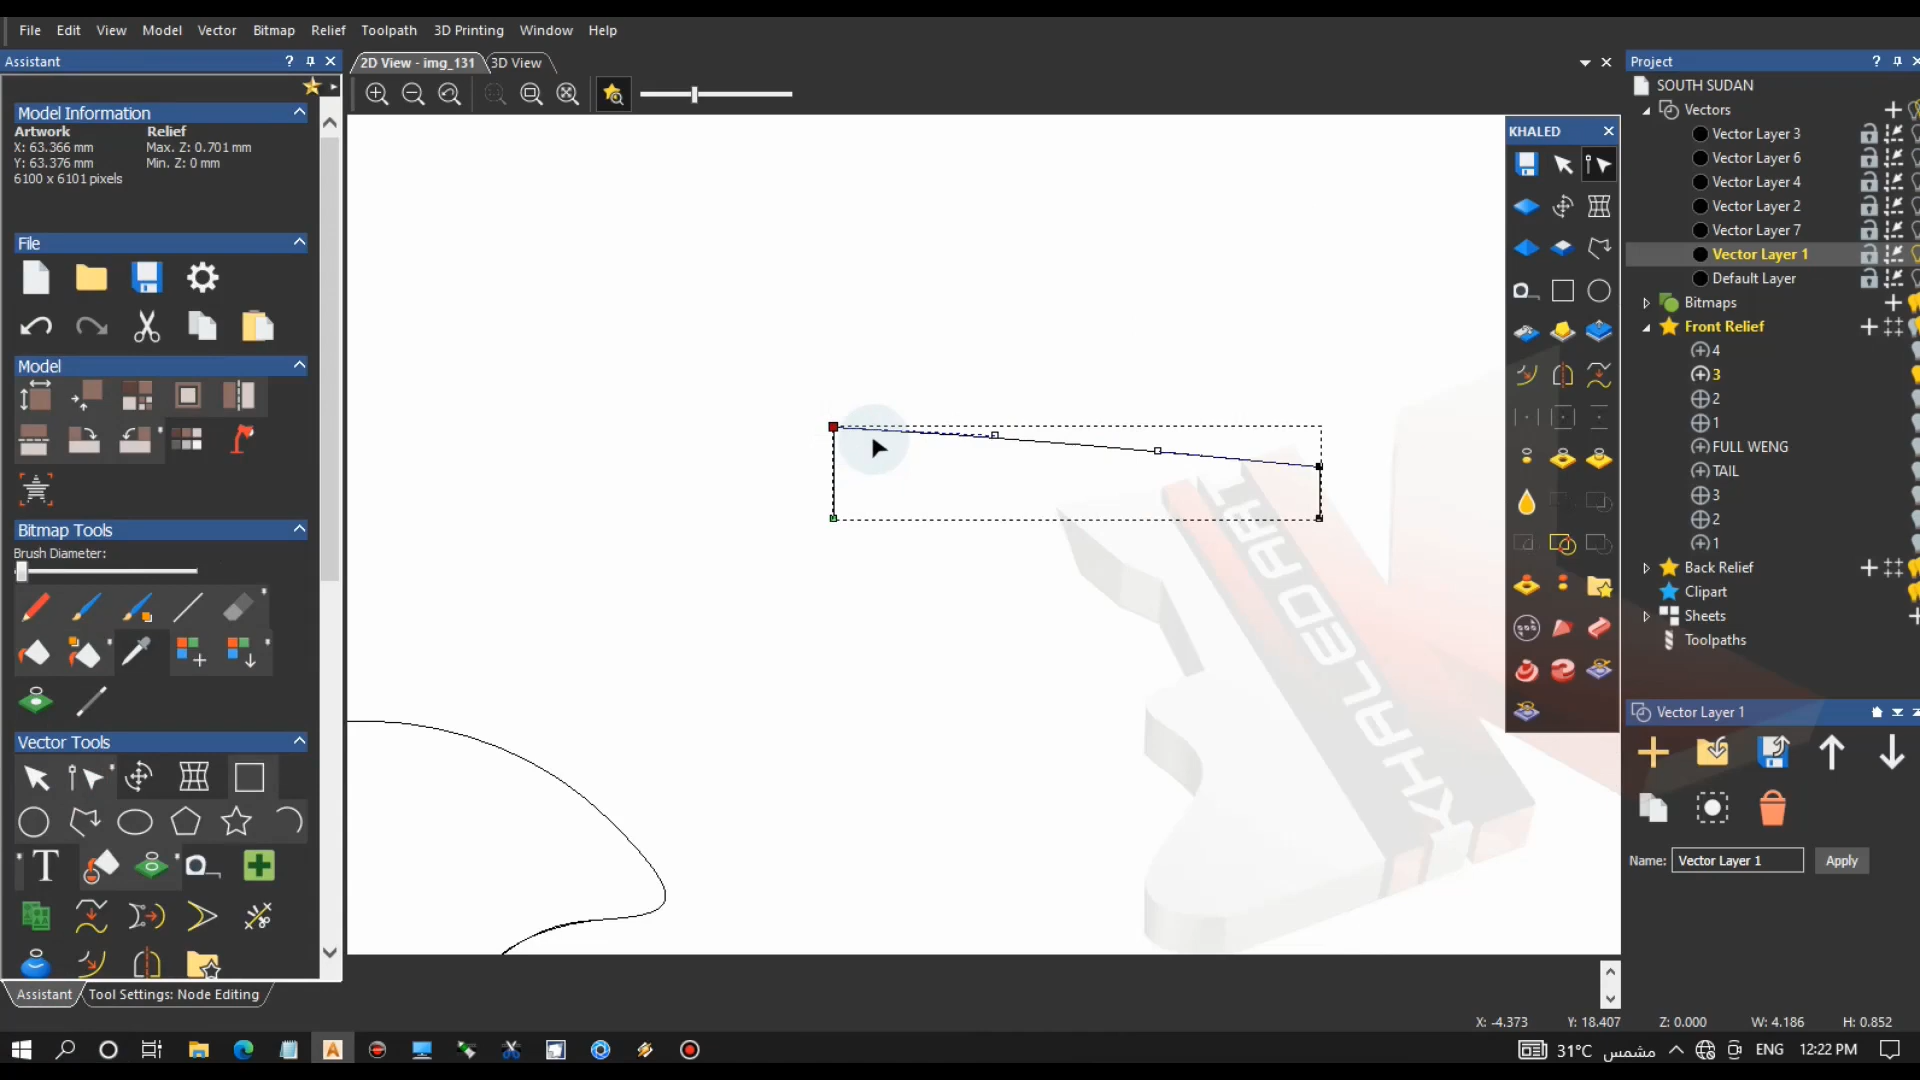 File Edit View Model Vector Bitmap Relief Toolpath 3D Printing Window Help
Assistant
Model Information
Artwork Relief
X: 63.366 mm Max. Z: 0.701 mm
Y: 63.376 mm Min. Z: 0 mm
6100 x 6101 pixels
File
Model
Bitmap Tools
Brush Diameter:
Vector Tools
Assistant Tool Settings: Node Editing
2D View - img_131 3D View
KHALED
KHALEDART
Project
SOUTH SUDAN
Vectors
Vector Layer 3
Vector Layer 6
Vector Layer 4
Vector Layer 2
Vector Layer 7
Vector Layer 1
Default Layer
Bitmaps
Front Relief
4
3
2
1
FULL WENG
TAIL
3
2
1
Back Relief
Clipart
Sheets
Toolpaths
Vector Layer 1
Name: Vector Layer 1 Apply
X: -4.373 Y: 18.407 Z: 0.000 W: 4.186 H: 0.852
31°C مشمس ENG 12:22 PM